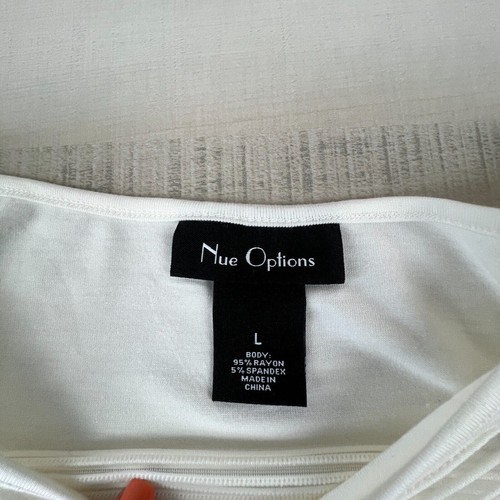 Nue Options
L
BODY:
95% RAYON
5% SPANDEX
MADE IN
CHINA